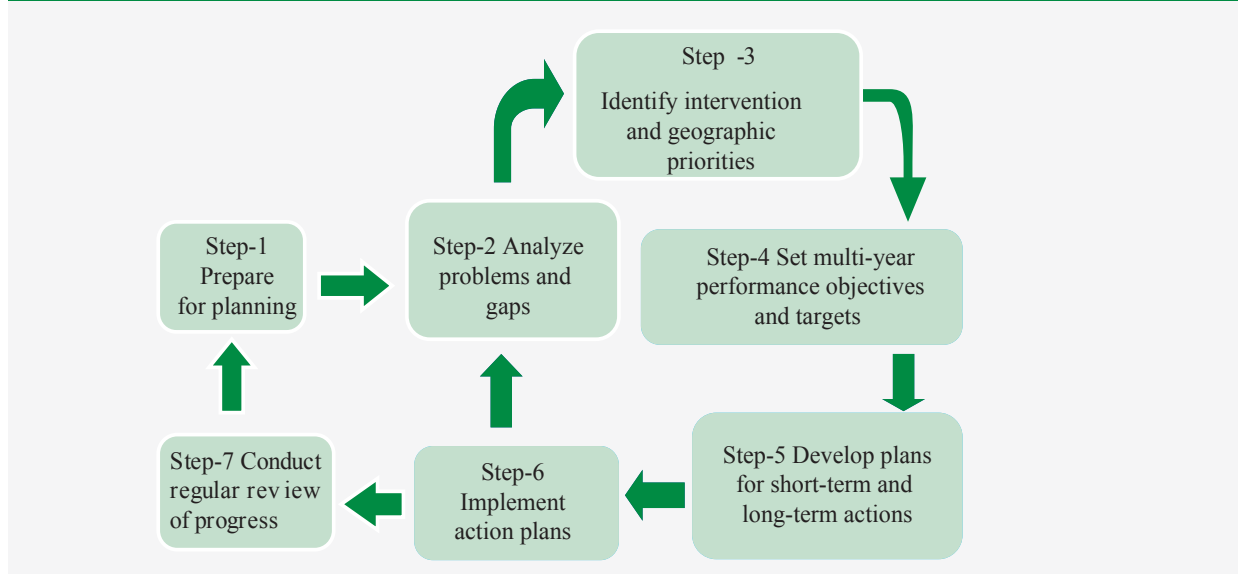 Step-1
Prepare
for planning
Step-2 Analyze
problems and
gaps
Step -3
Identify intervention
and geographic
priorities
Step-4 Set multi-year
performance objectives
and targets
Step-5 Develop plans
for short-term and
long-term actions
Step-6
Implement
action plans
Step-7 Conduct
regular review
of progress